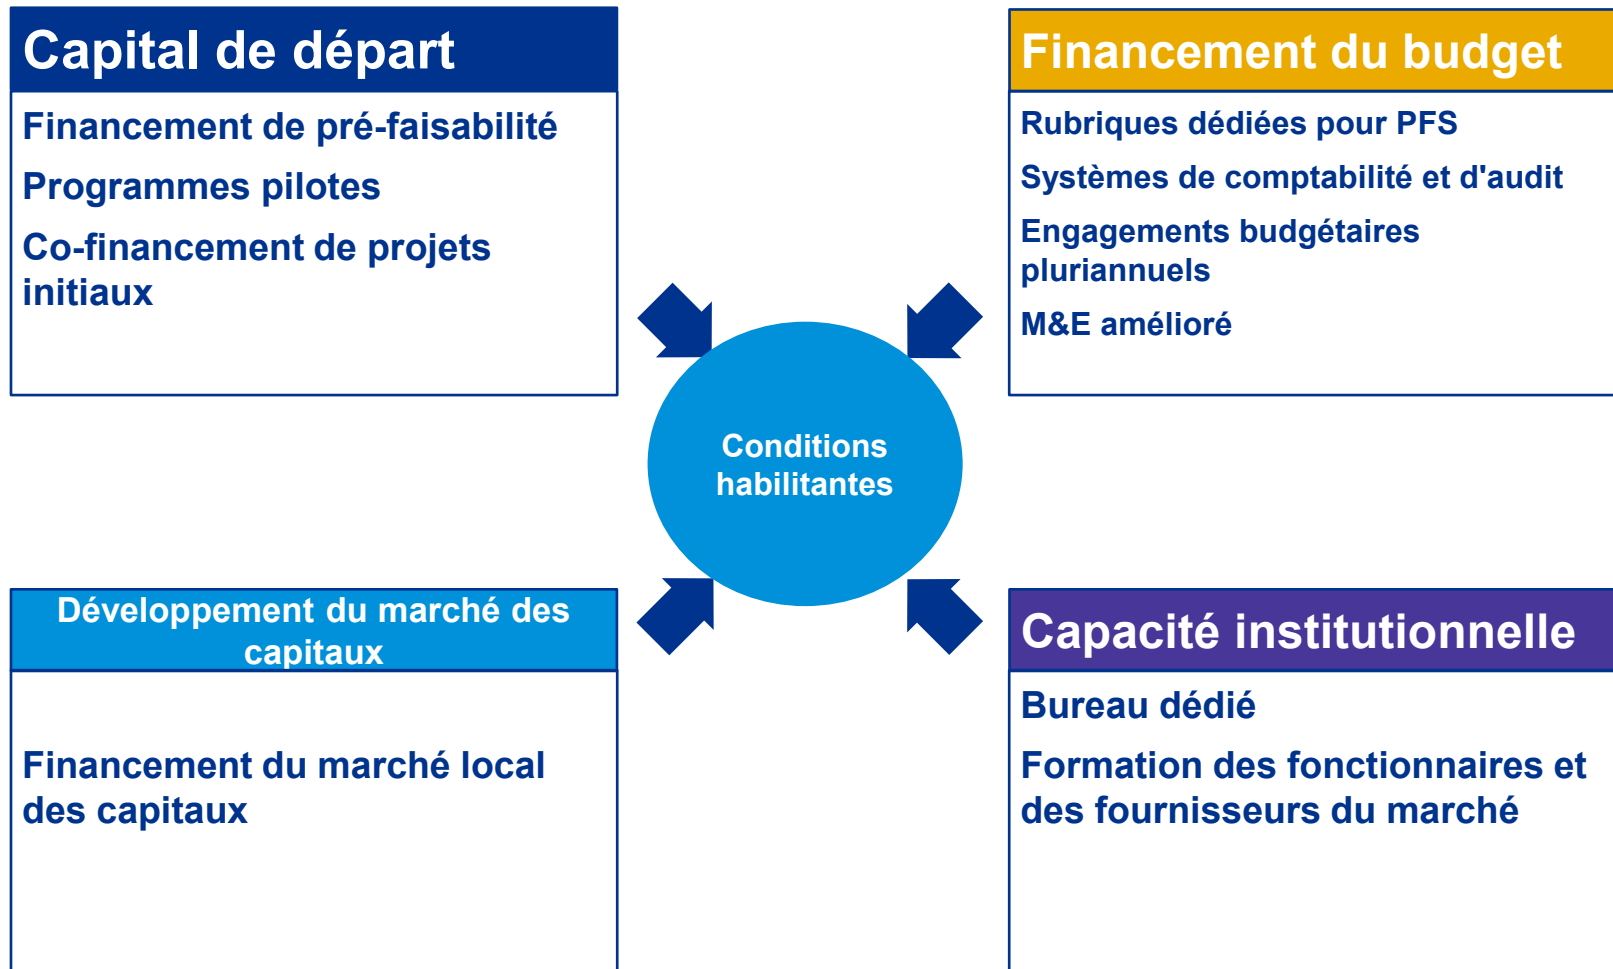 Capital de départ
Financement de pré-faisabilité
Programmes pilotes
Co-financement de projets
initiaux
Financement du budget
Rubriques dédiées pour PFS
Systèmes de comptabilité et d'audit
Engagements budgétaires
pluriannuels
M&E amélioré
Conditions
habilitantes
Développement du marché des
capitaux
Financement du marché local
des capitaux
Capacité institutionnelle
Bureau dédié
Formation des fonctionnaires et
des fournisseurs du marché